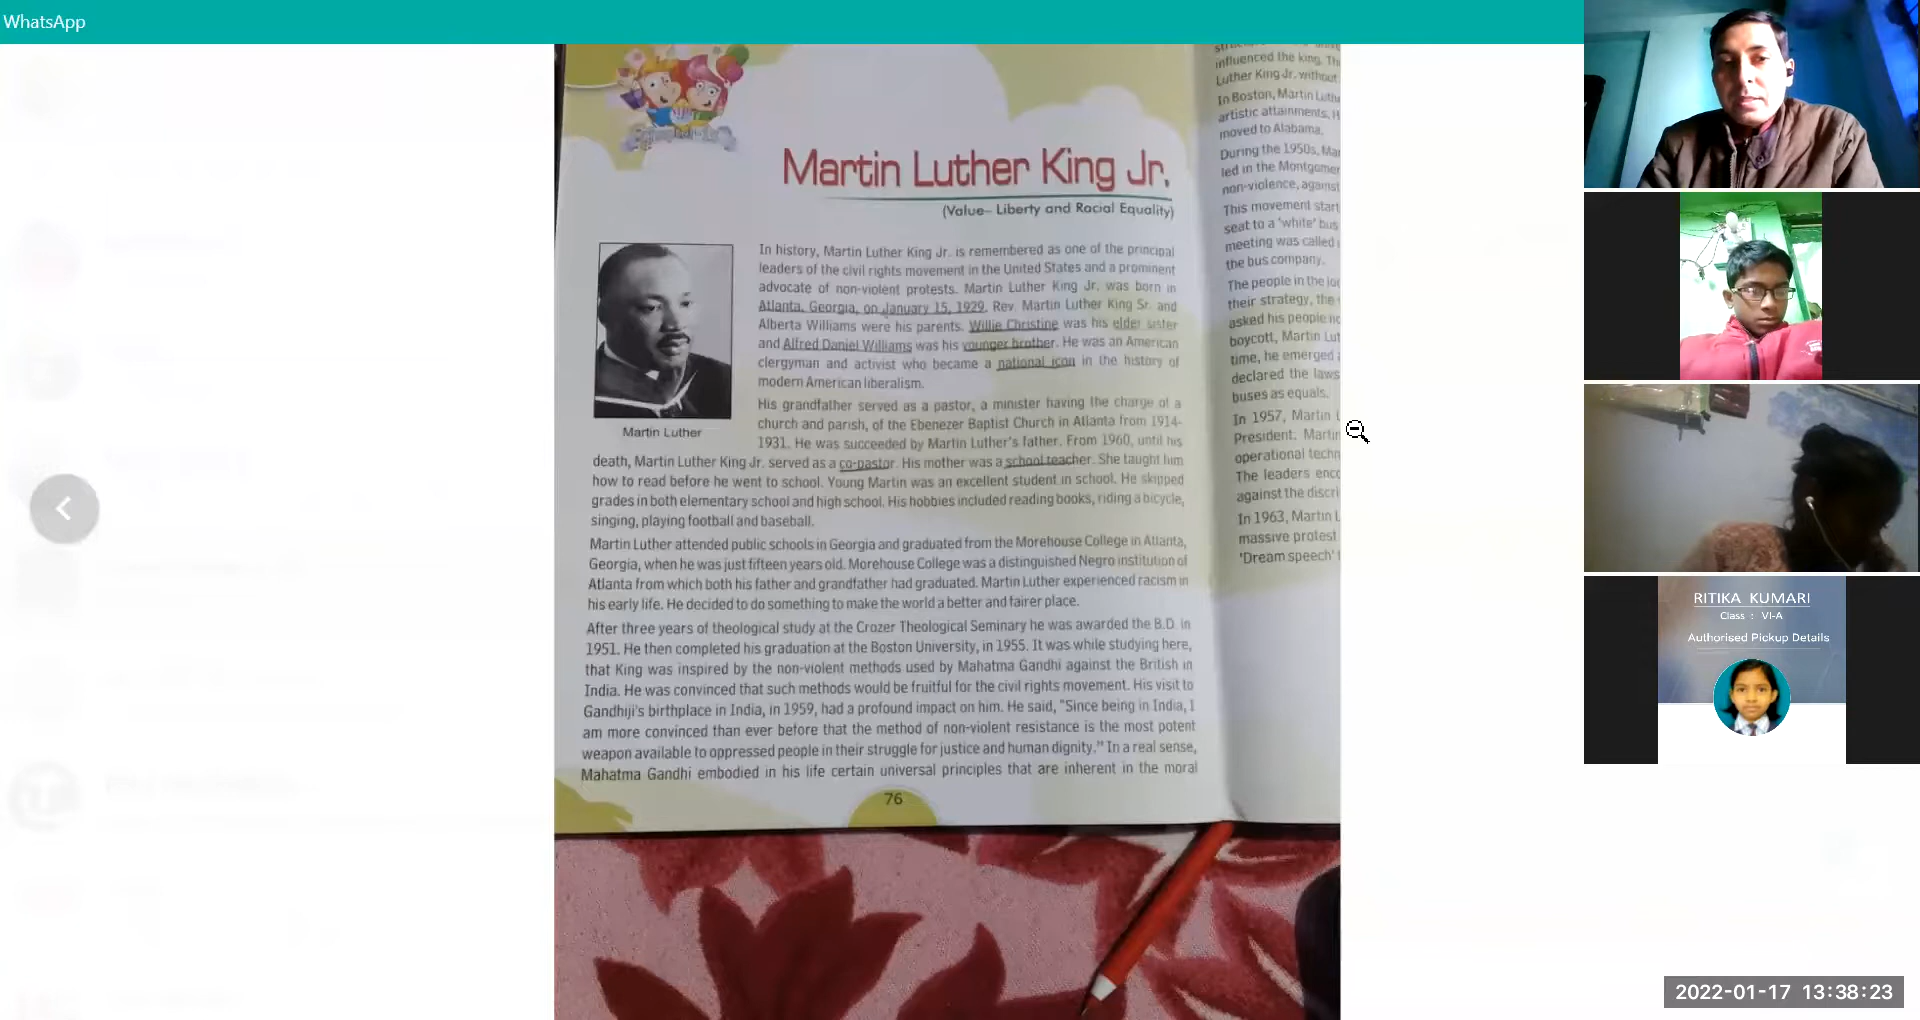 WhatsApp
Martin Luther King Jr.
(Value– Liberty and Racial Equality)
In history, Martin Luther King Jr. is remembered as one of the principal
leaders of the civil rights movement in the United States and a prominent
advocate of non-violent protests. Martin Luther King Jr. was born in
Atlanta, Georgia, on January 15, 1929. Rev. Martin Luther King Sr. and
Alberta Williams were his parents. Willie Christine was his elder sister
and Alfred Daniel Williams was his younger brother. He was an American
clergyman and activist who became a national icon in the history of
modern American liberalism.
Martin Luther
His grandfather served as a pastor, a minister having the charge of a
church and parish, of the Ebenezer Baptist Church in Atlanta from 1914-
1931. He was succeeded by Martin Luther's father. From 1960, until his
death, Martin Luther King Jr. served as a co-pastor. His mother was a school teacher. She taught him
how to read before he went to school. Young Martin was an excellent student in school. He skipped
grades in both elementary school and high school. His hobbies included reading books, riding a bicycle,
singing, playing football and baseball.
Martin Luther attended public schools in Georgia and graduated from the Morehouse College in Atlanta,
Georgia, when he was just fifteen years old. Morehouse College was a distinguished Negro institution of
Atlanta from which both his father and grandfather had graduated. Martin Luther experienced racism in
his early life. He decided to do something to make the world a better and fairer place.
After three years of theological study at the Crozer Theological Seminary he was awarded the B.D. in
1951. He then completed his graduation at the Boston University, in 1955. It was while studying here,
that King was inspired by the non-violent methods used by Mahatma Gandhi against the British in
India. He was convinced that such methods would be fruitful for the civil rights movement. His visit to
Gandhiji's birthplace in India, in 1959, had a profound impact on him. He said, "Since being in India, I
am more convinced than ever before that the method of non-violent resistance is the most potent
weapon available to oppressed people in their struggle for justice and human dignity." In a real sense,
Mahatma Gandhi embodied in his life certain universal principles that are inherent in the moral
76
influenced the king. Th
Luther King Jr. without
In Boston, Martin Luth
artistic attainments. H
moved to Alabama.
During the 1950s, Mar
led in the Montgomer
non-violence, against
This movement start
seat to a 'white' bus
meeting was called
the bus company.
The people in the
their strategy, the
asked his people
boycott, Martin Lut
time, he emerged
declared the laws
buses as equals.
In 1957, Martin L
President. Martin
operational techn
The leaders enco
against the discri
In 1963, Martin L
massive protest
'Dream speech'
RITIKA KUMARI
Class : VI-A
Authorised Pickup Details
2022-01-17 13:38:23